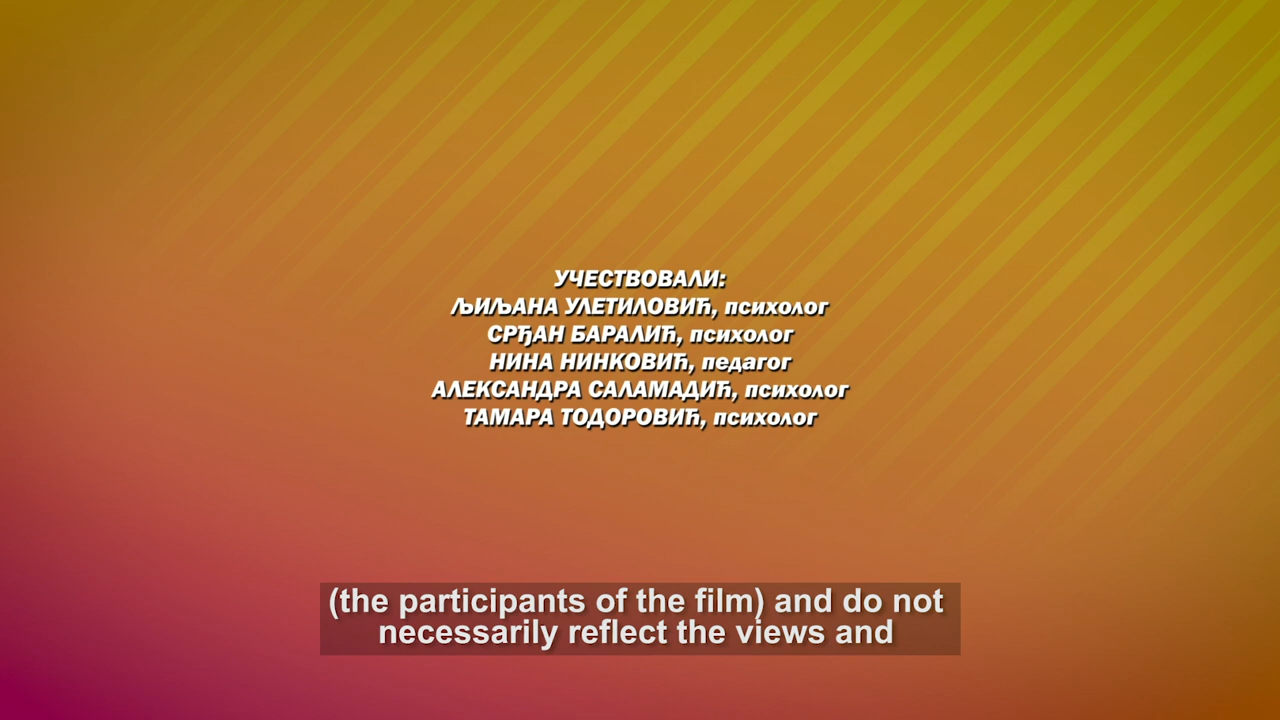 УЧЕСТВОВАЛИ:
ЉИЉАНА УЛЕТИЛОВИЋ, психолог
СРЂАН БАРАЛИЋ, психолог
НИНА НИНКОВИЋ, педагог
АЛЕКСАНДРА САЛАМАДИЋ, психолог
ТАМАРА ТОДОРОВИЋ, психолог
(the participants of the film) and do not
necessarily reflect the views and